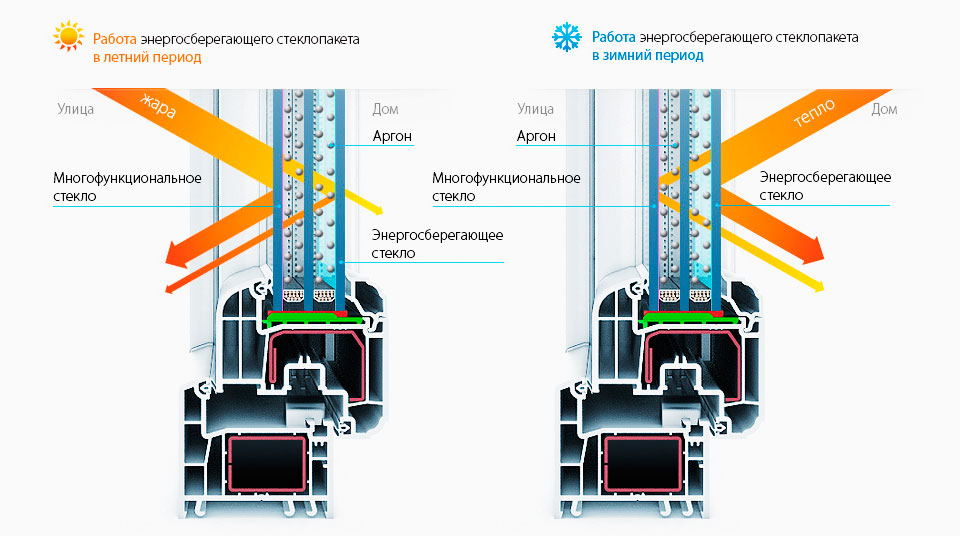 Работа энергосберегающего стеклопакета
в летний период
Улица
жара
Дом
Аргон
Многофункциональное
стекло
Энергосберегающее
стекло
Работа энергосберегающего стеклопакета
в зимний период
Улица
тепло
Дом
Аргон
Многофункциональное
стекло
Энергосберегающее
стекло